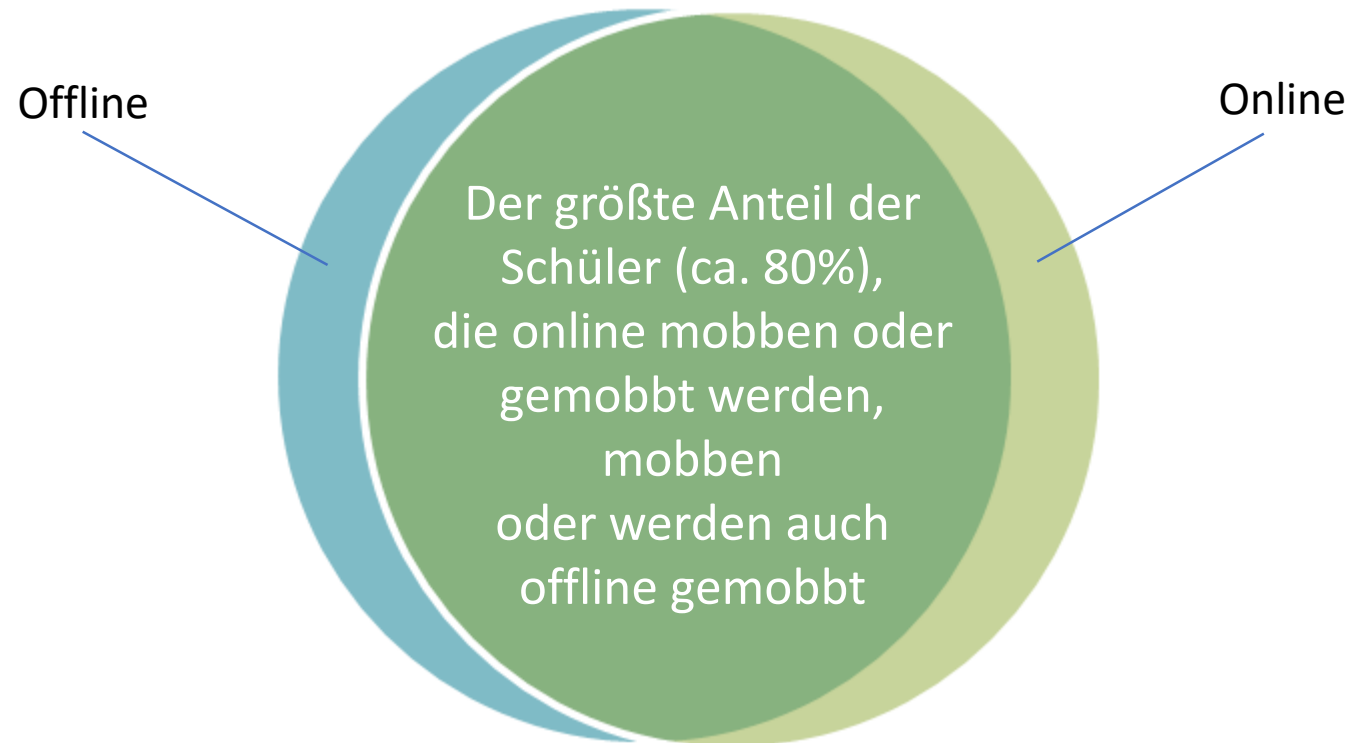 Offline
Online
Der größte Anteil der
Schüler (ca. 80%),
die online mobben oder
gemobbt werden,
mobben
oder werden auch
offline gemobbt